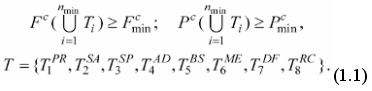 F^c(⋃_{i=1}^{n_min} T_i) ≥ F^c_min; P^c(⋃_{i=1}^{n_min} T_i) ≥ P^c_min,
T = {T_1^{PR}, T_2^{SA}, T_3^{SP}, T_4^{AD}, T_5^{BS}, T_6^{ME}, T_7^{DF}, T_8^{RC}}. (1.1)